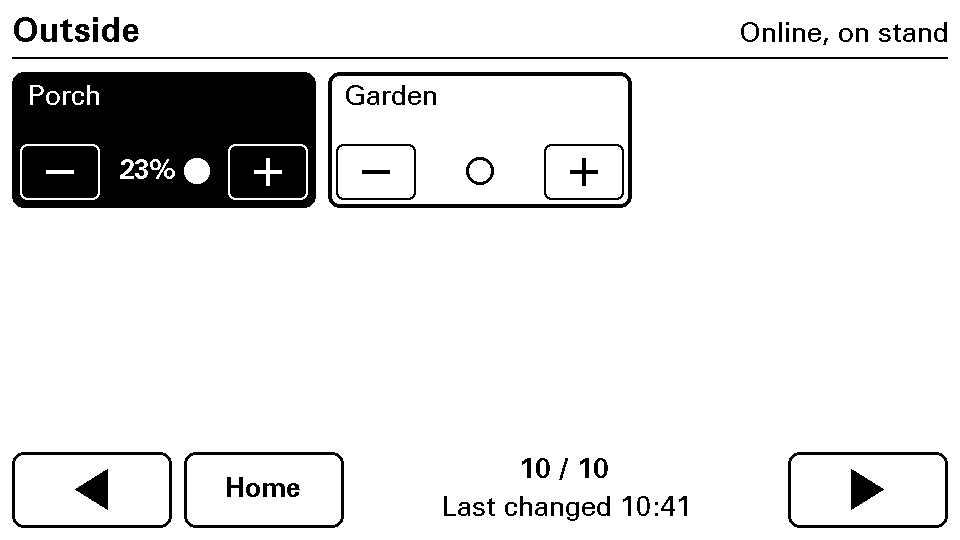 Outside
Online, on stand
Porch
Garden
− 23% +
− +
Home
10 / 10
Last changed 10:41